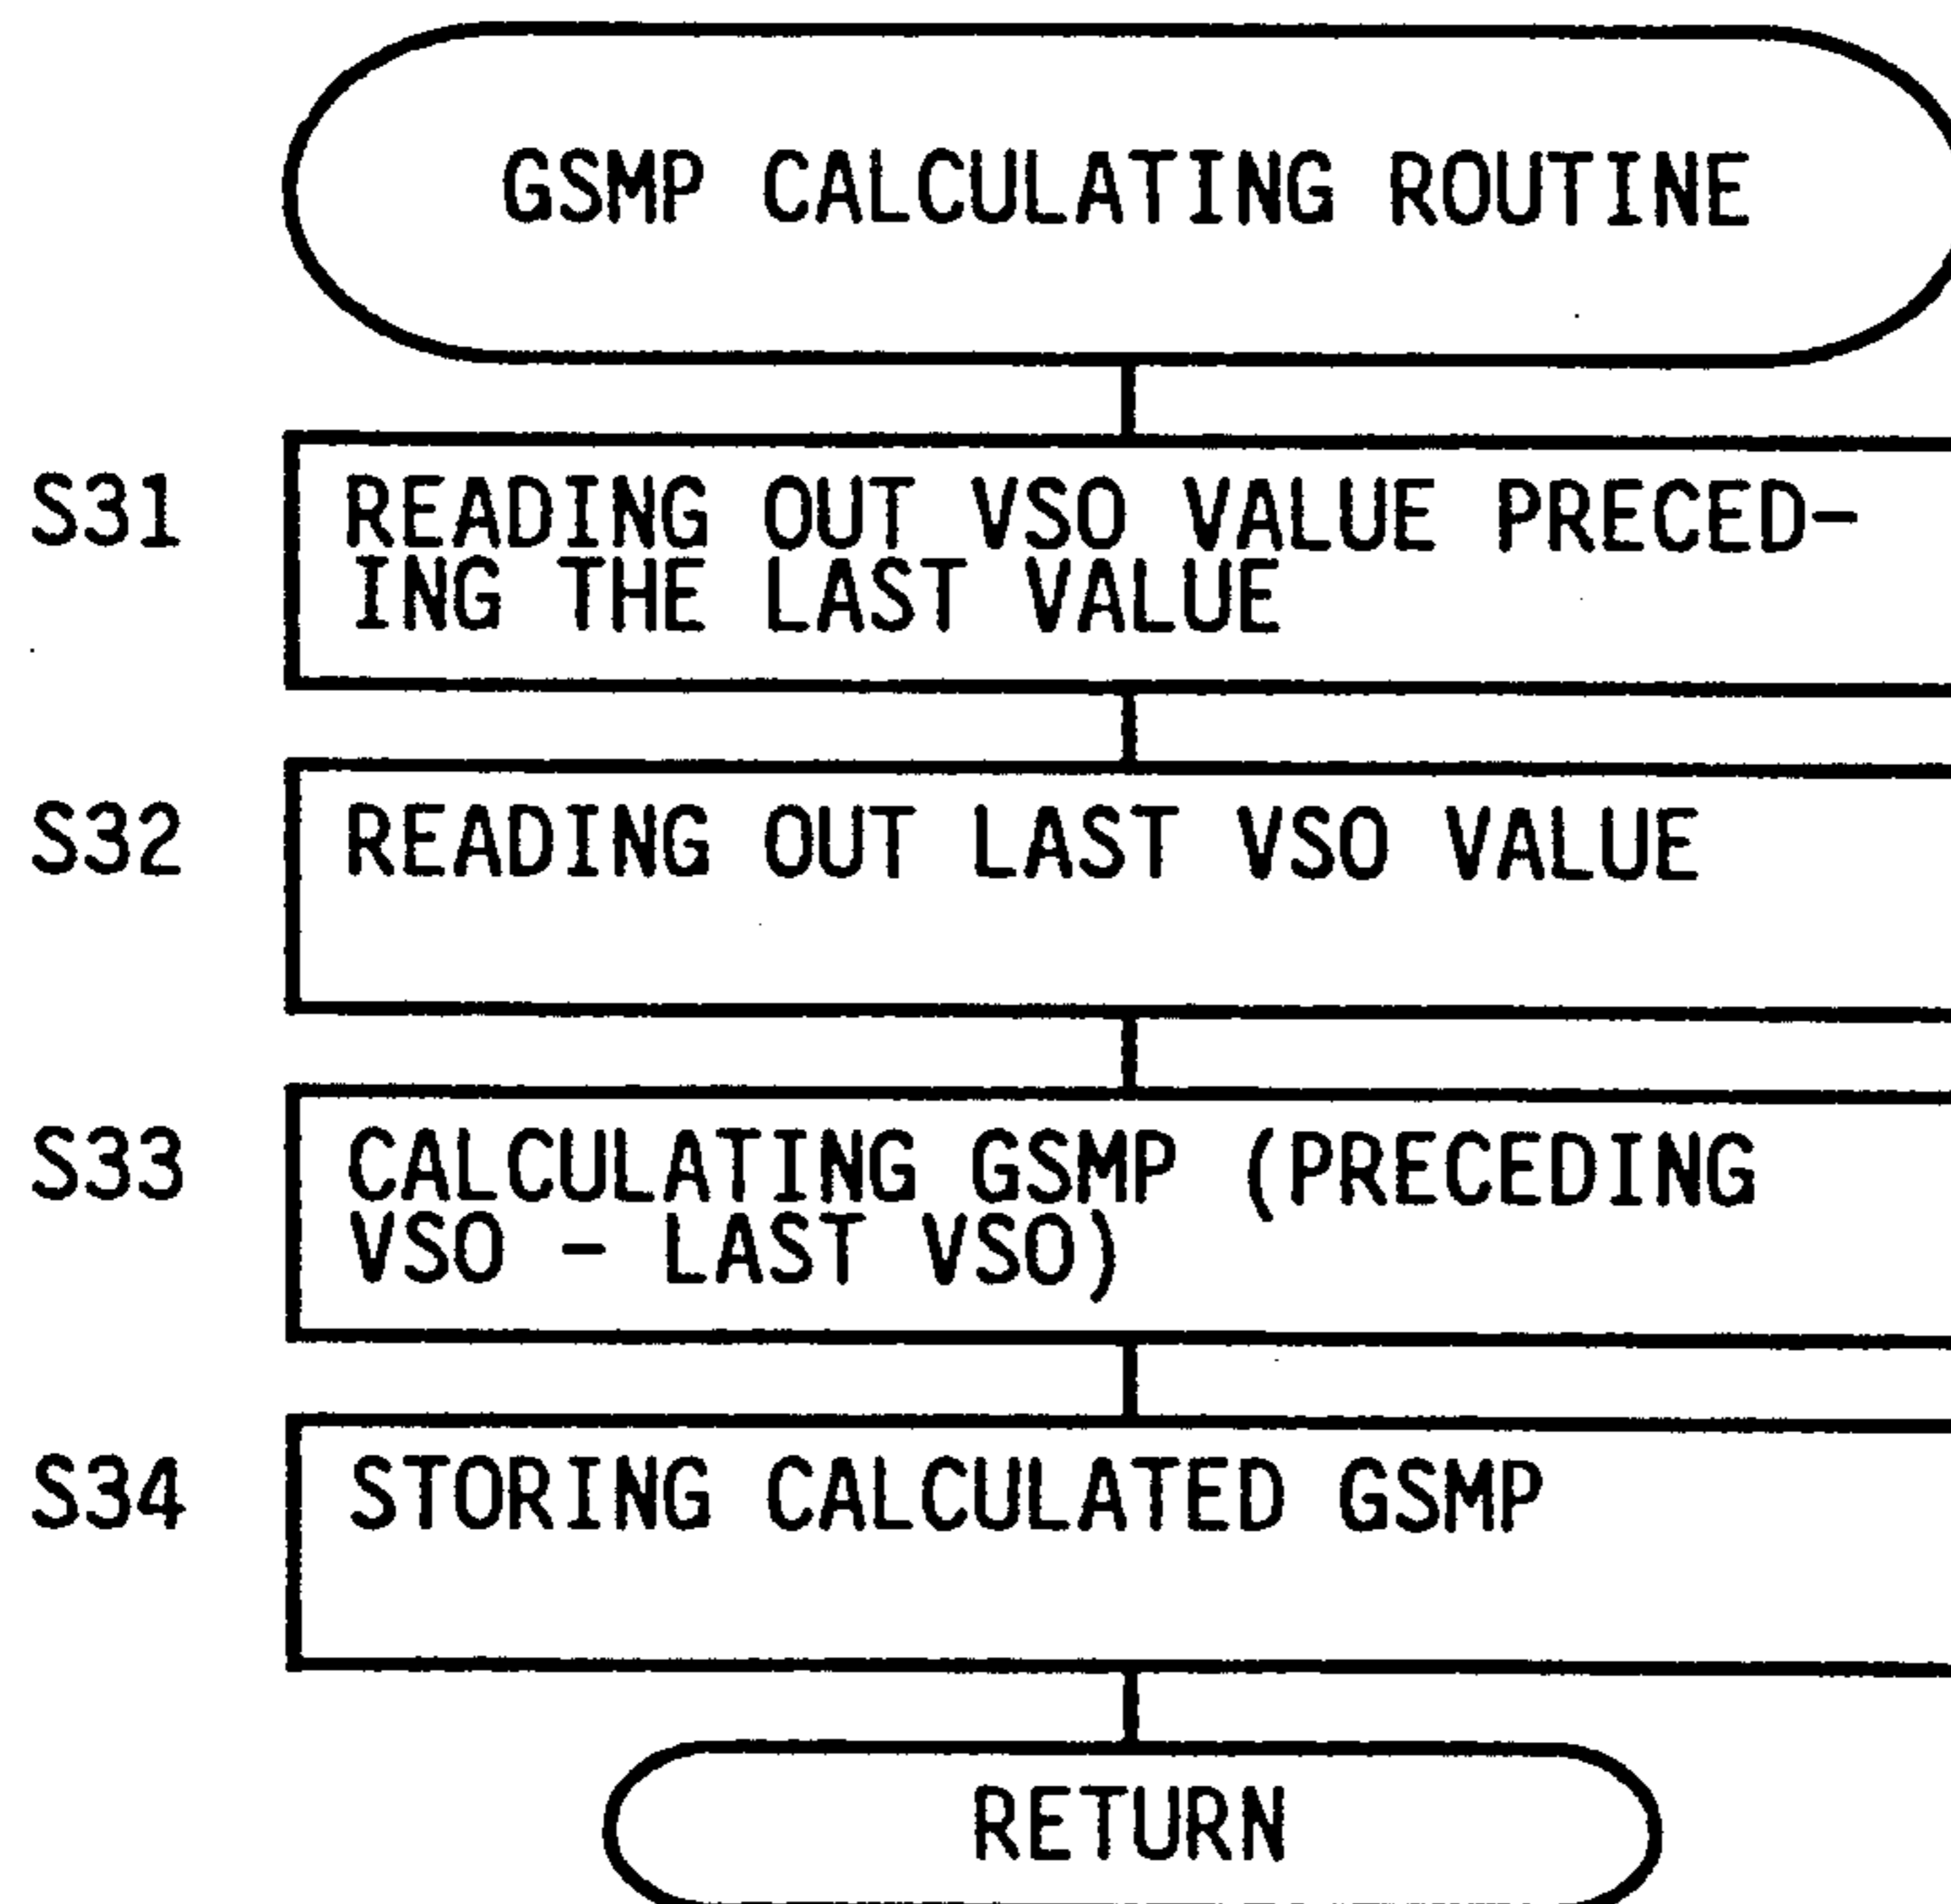 GSMP CALCULATING ROUTINE
S31 READING OUT VSO VALUE PRECED-
ING THE LAST VALUE
S32 READING OUT LAST VSO VALUE
S33 CALCULATING GSMP (PRECEDING
VSO - LAST VSO)
S34 STORING CALCULATED GSMP
RETURN